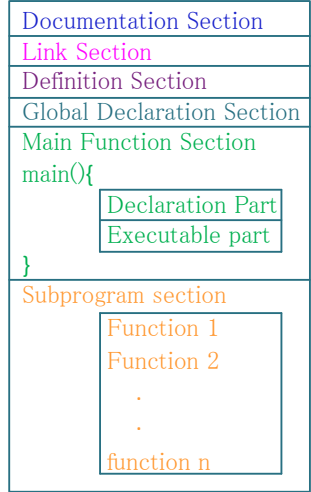 Documentation Section
Link Section
Definition Section
Global Declaration Section
Main Function Section
main(){
Declaration Part
Executable part
}
Subprogram section
Function 1
Function 2
.
.
function n